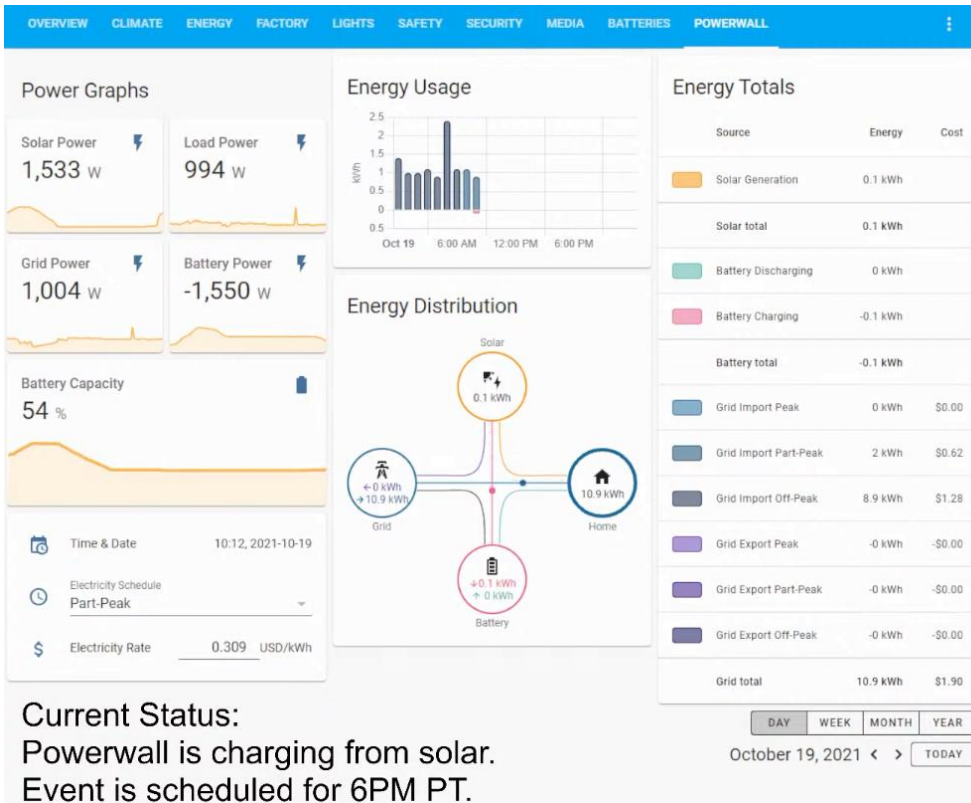 OVERVIEW CLIMATE ENERGY FACTORY LIGHTS SAFETY SECURITY MEDIA BATTERIES POWERWALL
Power Graphs
Solar Power
1,533 W
Load Power
994 W
Grid Power
1,004 W
Battery Power
-1,550 W
Battery Capacity
54 %
Time & Date 10:12, 2021-10-19
Electricity Schedule
Part-Peak
Electricity Rate 0.309 USD/kWh
Energy Usage
kWh
2.5
2
1.5
1
0.5
0
0.5
Oct 19 6:00 AM 12:00 PM 6:00 PM
Energy Distribution
Solar
0.1 kWh
←0 kWh
→10.9 kWh
Grid
10.9 kWh
Home
↓0.1 kWh
↑ 0 kWh
Battery
Energy Totals
Source Energy Cost
Solar Generation 0.1 kWh
Solar total 0.1 kWh
Battery Discharging 0 kWh
Battery Charging -0.1 kWh
Battery total -0.1 kWh
Grid Import Peak 0 kWh $0.00
Grid Import Part-Peak 2 kWh $0.62
Grid Import Off-Peak 8.9 kWh $1.28
Grid Export Peak -0 kWh -$0.00
Grid Export Part-Peak -0 kWh -$0.00
Grid Export Off-Peak -0 kWh -$0.00
Grid total 10.9 kWh $1.90
DAY WEEK MONTH YEAR
October 19, 2021 < > TODAY
Current Status:
Powerwall is charging from solar.
Event is scheduled for 6PM PT.